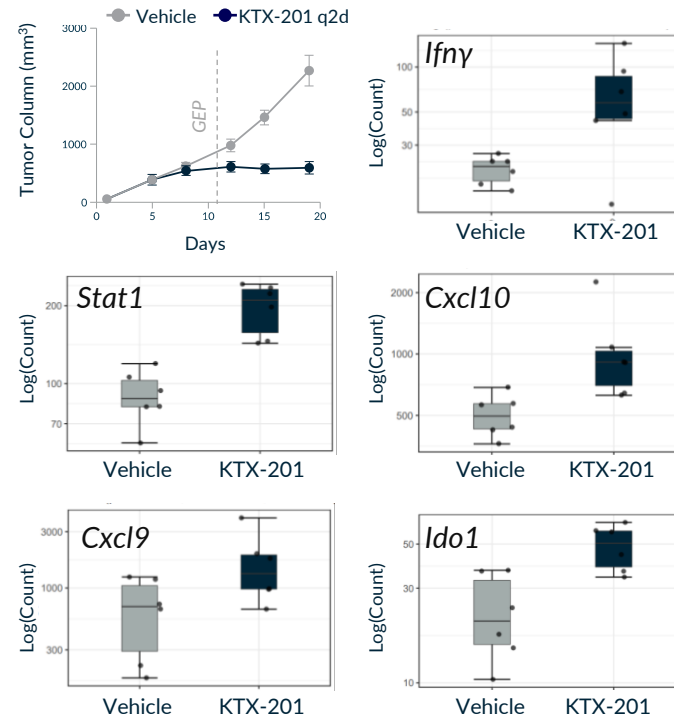 Vehicle KTX-201 q2d
Tumor Column (mm³)
3000
2000
1000
0
GEP
0 5 10 15 20
Days
Ifnγ
Log(Count)
100
50
30
Vehicle KTX-201
Stat1
Log(Count)
200
100
70
Vehicle KTX-201
Cxcl10
Log(Count)
2000
1000
500
Vehicle KTX-201
Cxcl9
Log(Count)
3000
1000
300
Vehicle KTX-201
Ido1
Log(Count)
50
30
10
Vehicle KTX-201